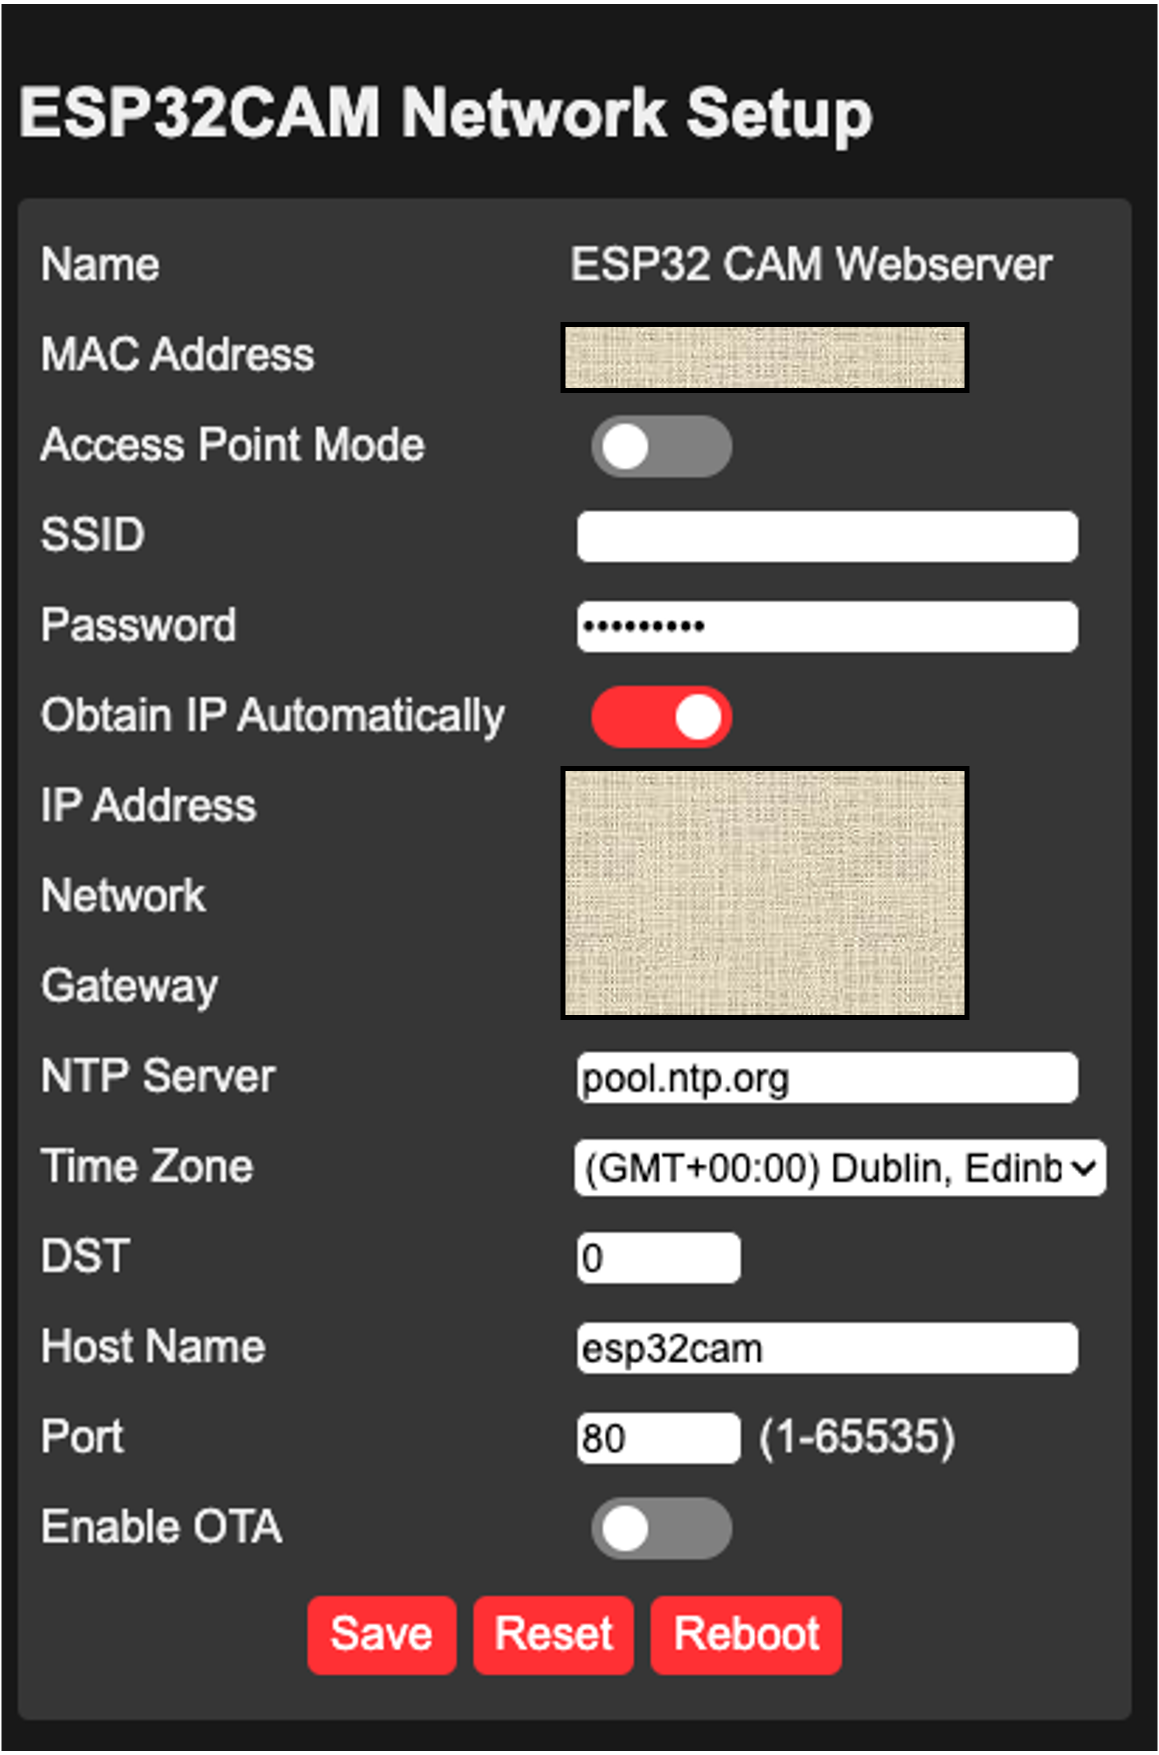 ESP32CAM Network Setup
Name ESP32 CAM Webserver
MAC Address
Access Point Mode
SSID
Password •••••••••
Obtain IP Automatically
IP Address
Network
Gateway
NTP Server pool.ntp.org
Time Zone (GMT+00:00) Dublin, Edinb
DST 0
Host Name esp32cam
Port 80 (1-65535)
Enable OTA
Save Reset Reboot